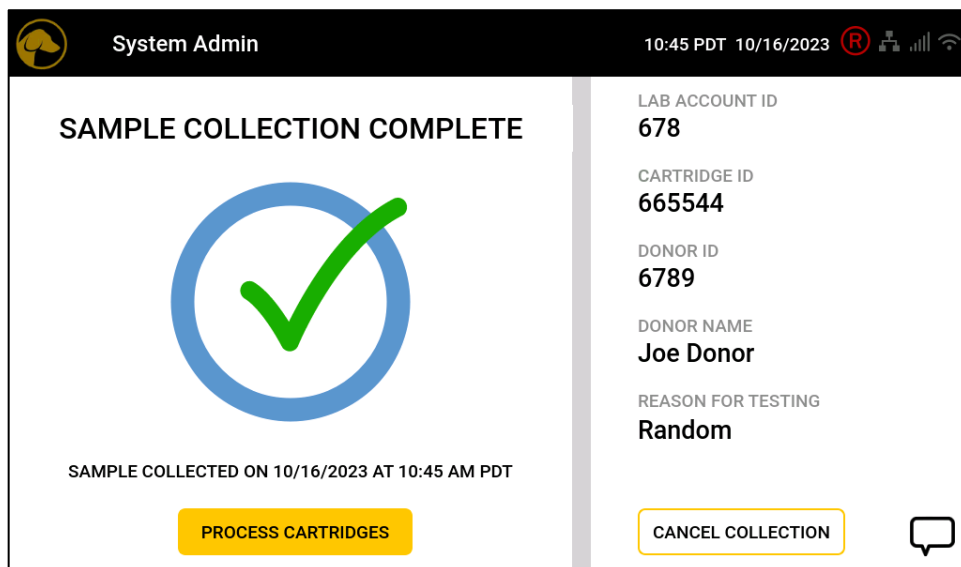 System Admin
10:45 PDT 10/16/2023 R
SAMPLE COLLECTION COMPLETE
SAMPLE COLLECTED ON 10/16/2023 AT 10:45 AM PDT
PROCESS CARTRIDGES
LAB ACCOUNT ID
678
CARTRIDGE ID
665544
DONOR ID
6789
DONOR NAME
Joe Donor
REASON FOR TESTING
Random
CANCEL COLLECTION